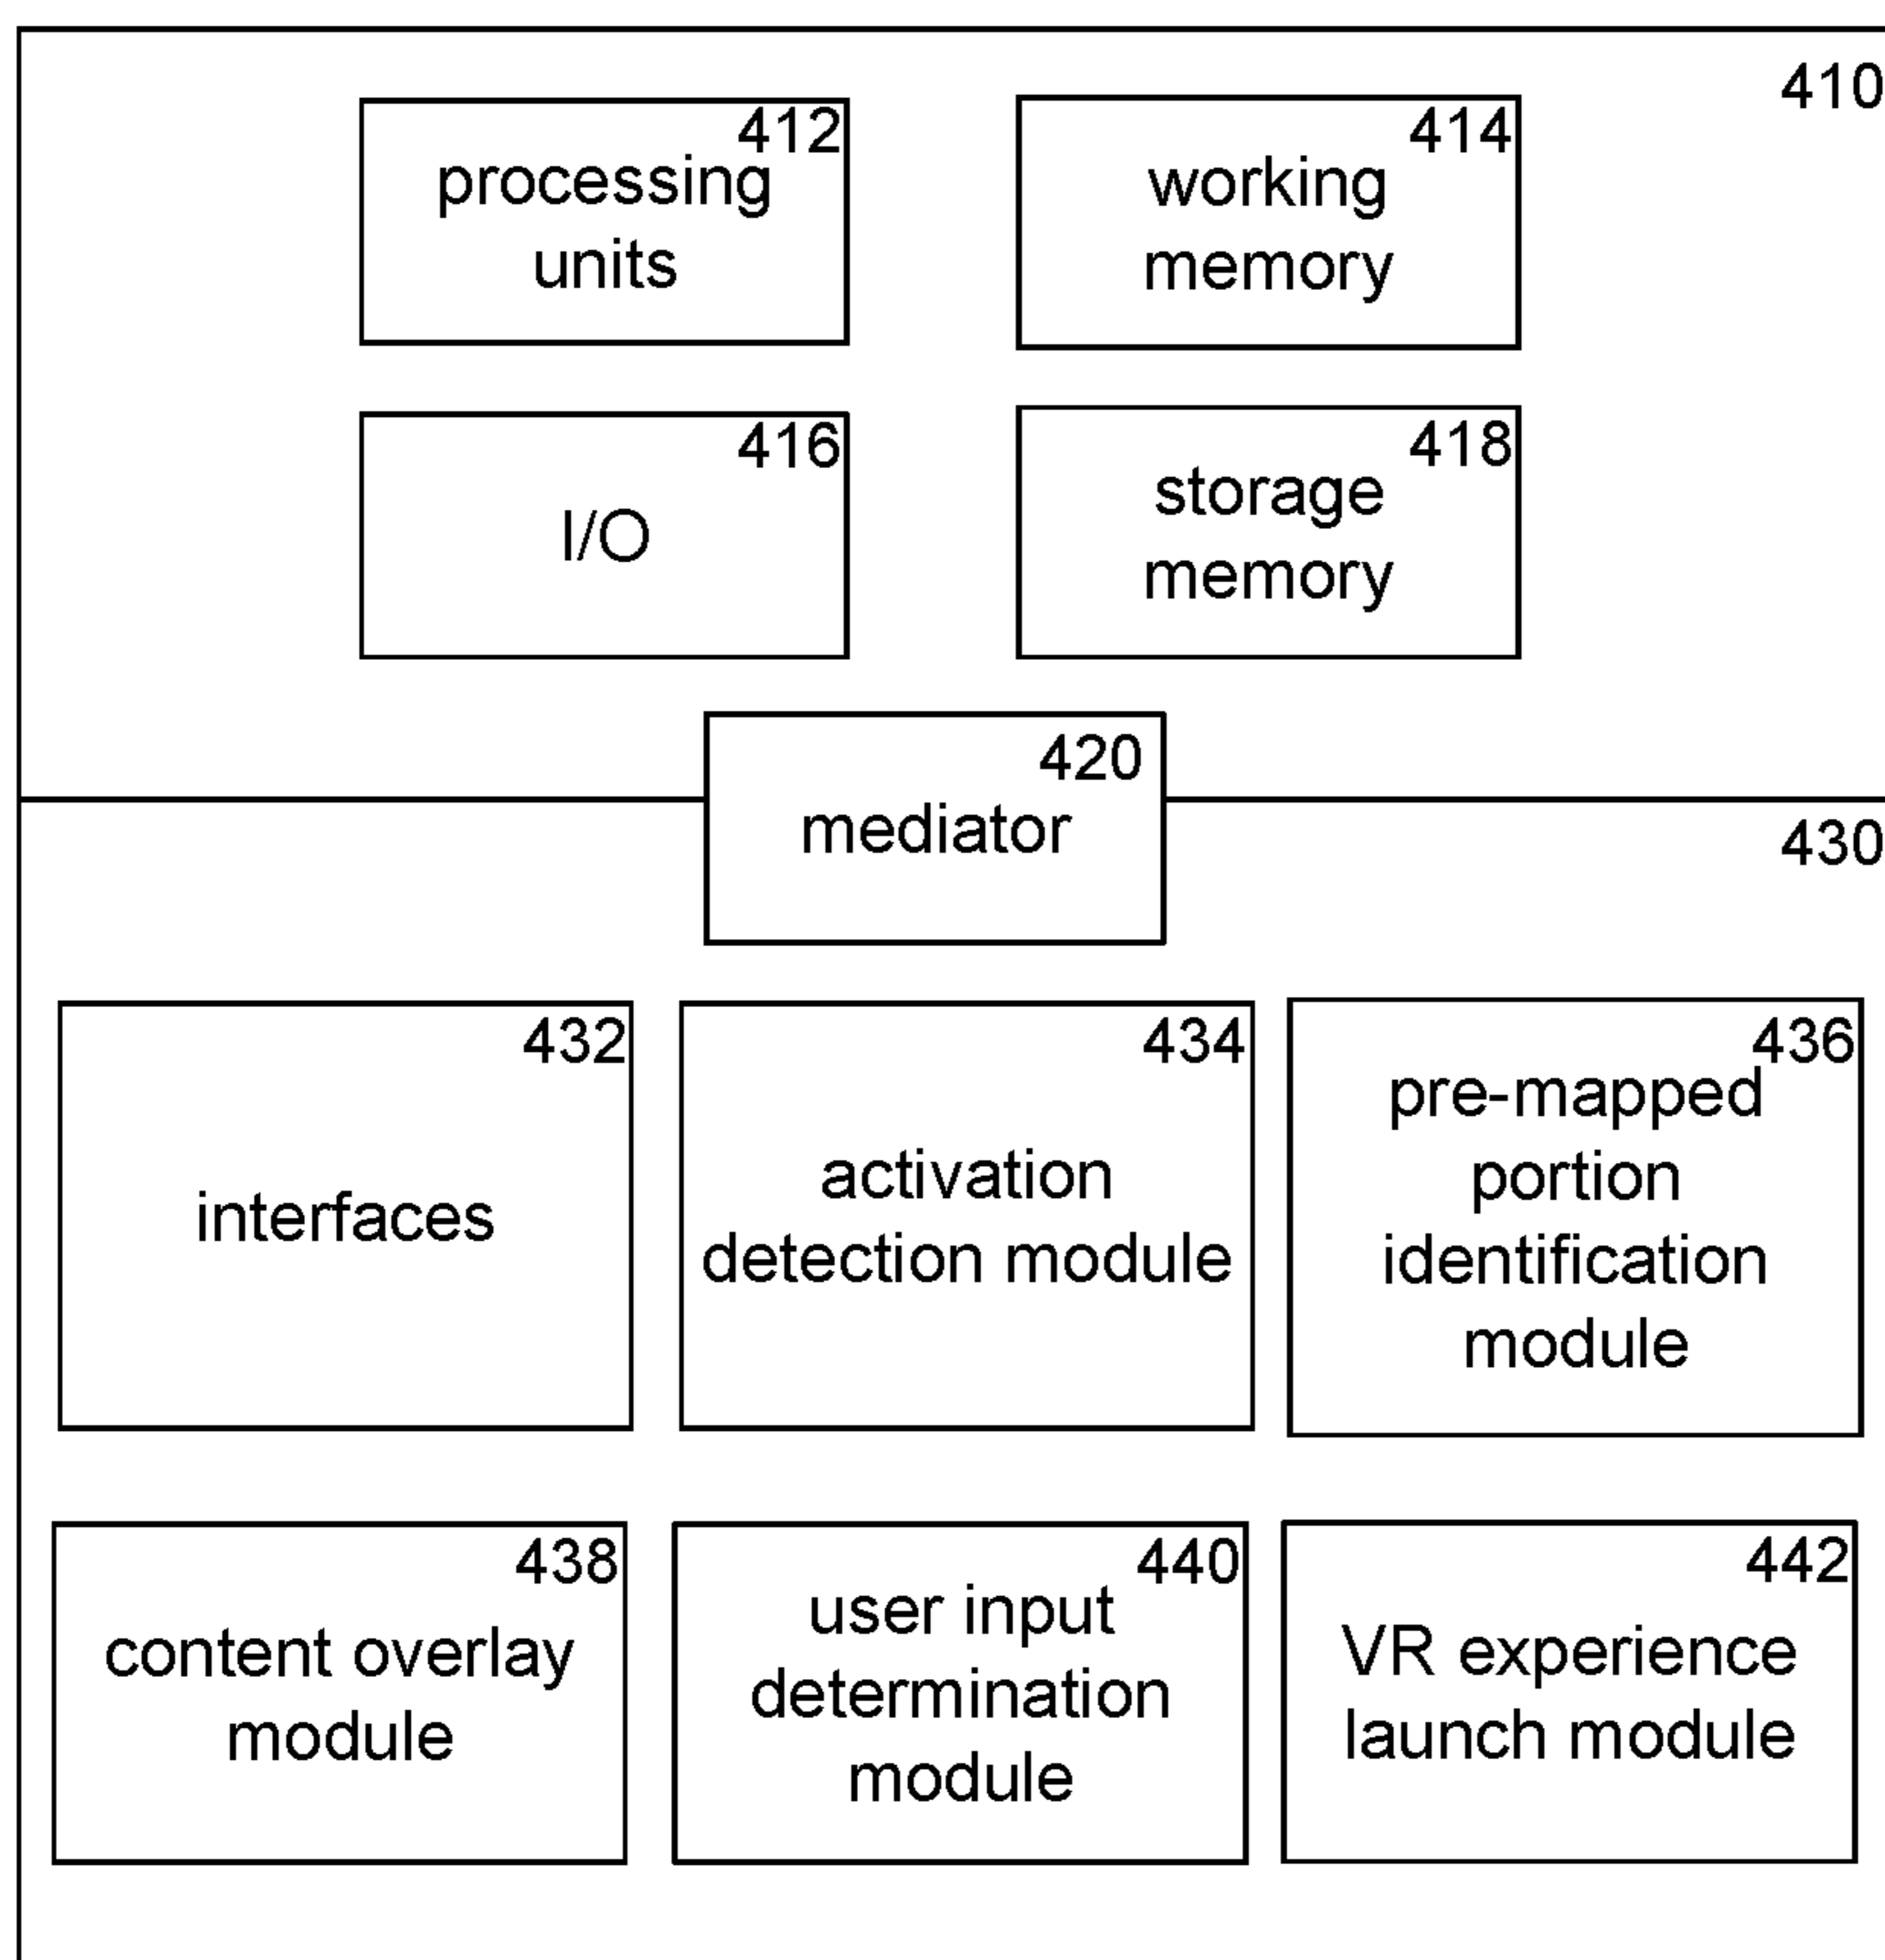 410
412
processing
units
414
working
memory
416
I/O
418
storage
memory
420
mediator
430
432
interfaces
434
activation
detection module
436
pre-mapped
portion
identification
module
438
content overlay
module
440
user input
determination
module
442
VR experience
launch module